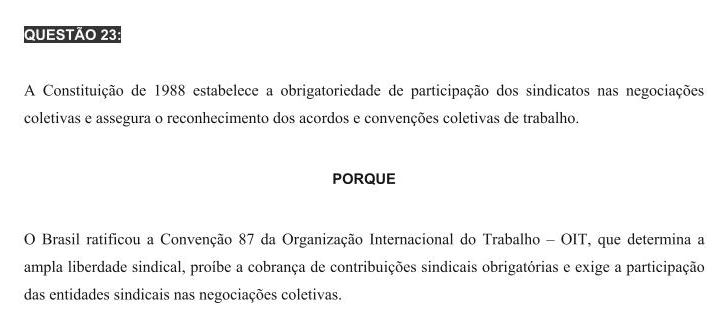 QUESTÃO 23:
A Constituição de 1988 estabelece a obrigatoriedade de participação dos sindicatos nas negociações
coletivas e assegura o reconhecimento dos acordos e convenções coletivas de trabalho.
PORQUE
O Brasil ratificou a Convenção 87 da Organização Internacional do Trabalho – OIT, que determina a
ampla liberdade sindical, proíbe a cobrança de contribuições sindicais obrigatórias e exige a participação
das entidades sindicais nas negociações coletivas.